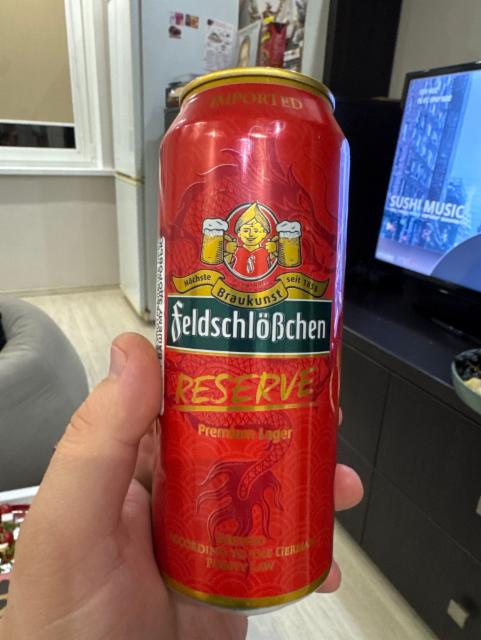 IMPORTED
Höchste
seit 1858
Braukunst
Feldschlößchen
RESERVE
Premium Lager
BREWED
ACCORDING TO THE GERMAN
PURITY LAW
SUSHI MUSIC